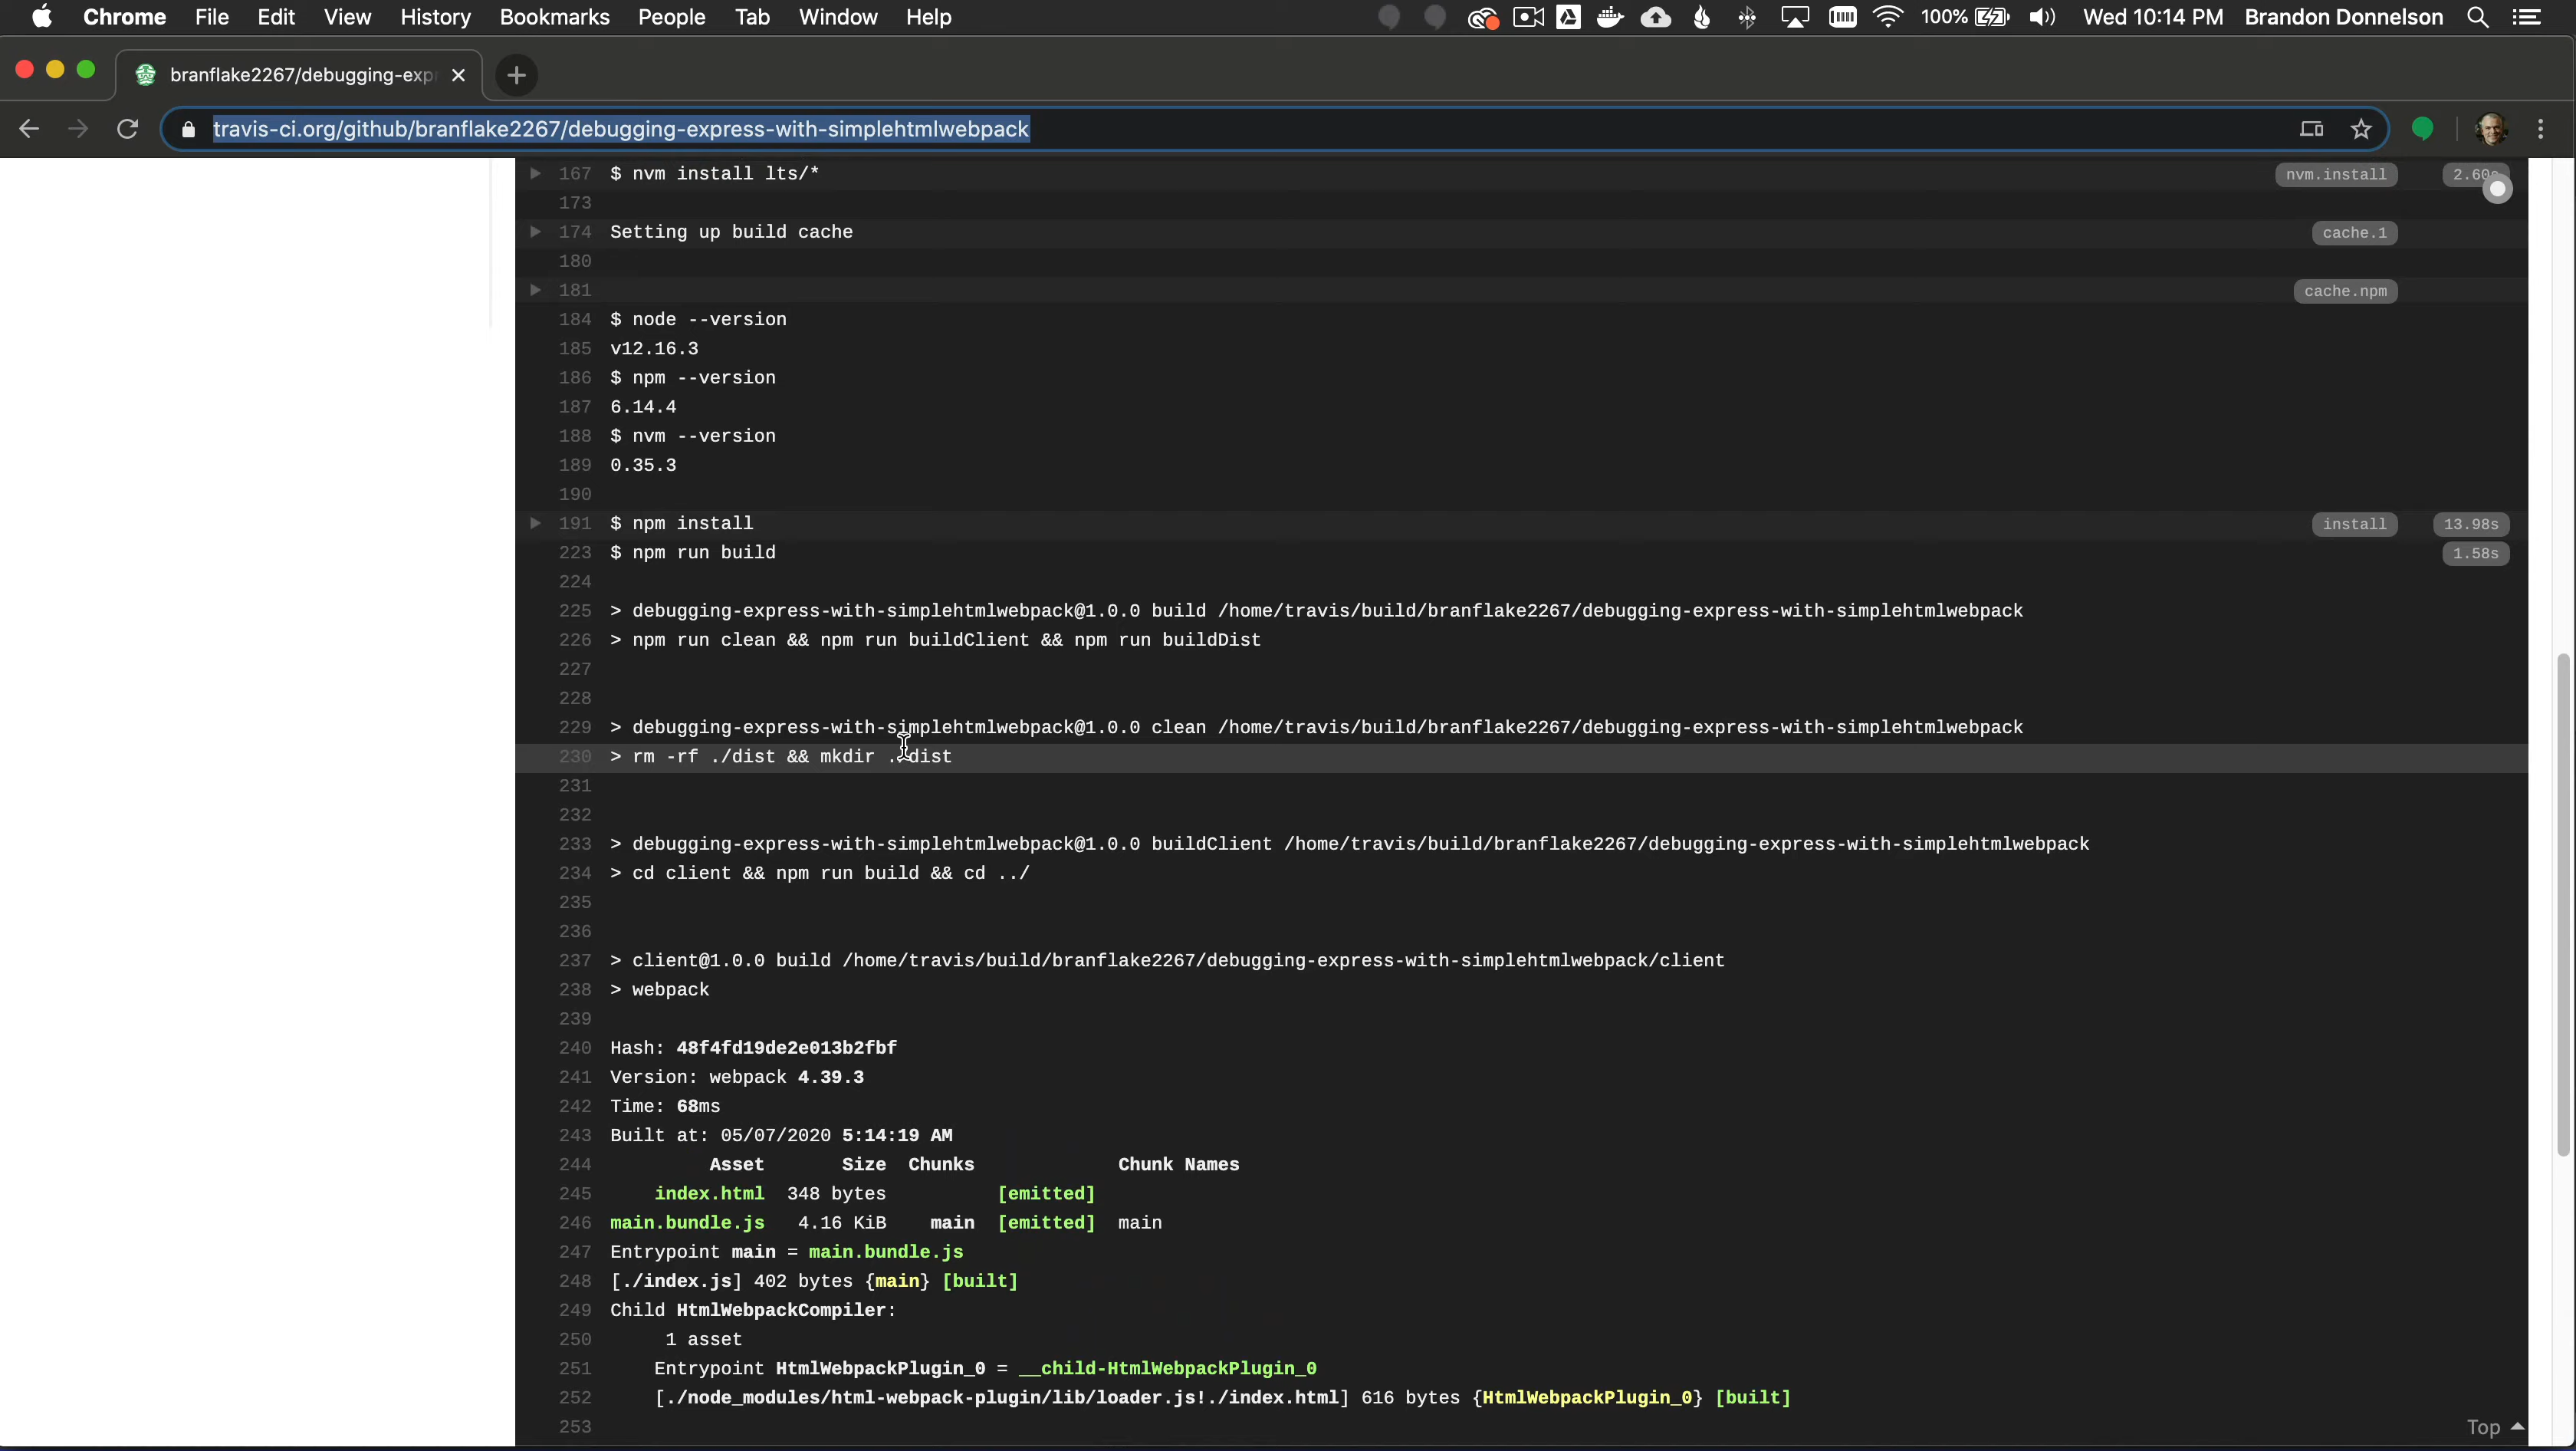 Chrome File Edit View History Bookmarks People Tab Window Help 100% Wed 10:14 PM Brandon Donnelson
branflake2267/debugging-exp
travis-ci.org/github/branflake2267/debugging-express-with-simplehtmlwebpack
167 $ nvm install lts/* nvm.install 2.60s
173
174 Setting up build cache cache.1
180
181 cache.npm
184 $ node --version
185 v12.16.3
186 $ npm --version
187 6.14.4
188 $ nvm --version
189 0.35.3
190
191 $ npm install install 13.98s
223 $ npm run build 1.58s
224
225 > debugging-express-with-simplehtmlwebpack@1.0.0 build /home/travis/build/branflake2267/debugging-express-with-simplehtmlwebpack
226 > npm run clean && npm run buildClient && npm run buildDist
227
228
229 > debugging-express-with-simplehtmlwebpack@1.0.0 clean /home/travis/build/branflake2267/debugging-express-with-simplehtmlwebpack
230 > rm -rf ./dist && mkdir ./dist
231
232
233 > debugging-express-with-simplehtmlwebpack@1.0.0 buildClient /home/travis/build/branflake2267/debugging-express-with-simplehtmlwebpack
234 > cd client && npm run build && cd ../
235
236
237 > client@1.0.0 build /home/travis/build/branflake2267/debugging-express-with-simplehtmlwebpack/client
238 > webpack
239
240 Hash: 48f4fd19de2e013b2fbf
241 Version: webpack 4.39.3
242 Time: 68ms
243 Built at: 05/07/2020 5:14:19 AM
244 Asset Size Chunks Chunk Names
245 index.html 348 bytes [emitted]
246 main.bundle.js 4.16 KiB main [emitted] main
247 Entrypoint main = main.bundle.js
248 [./index.js] 402 bytes {main} [built]
249 Child HtmlWebpackCompiler:
250 1 asset
251 Entrypoint HtmlWebpackPlugin_0 = __child-HtmlWebpackPlugin_0
252 [./node_modules/html-webpack-plugin/lib/loader.js!./index.html] 616 bytes {HtmlWebpackPlugin_0} [built]
253
Top